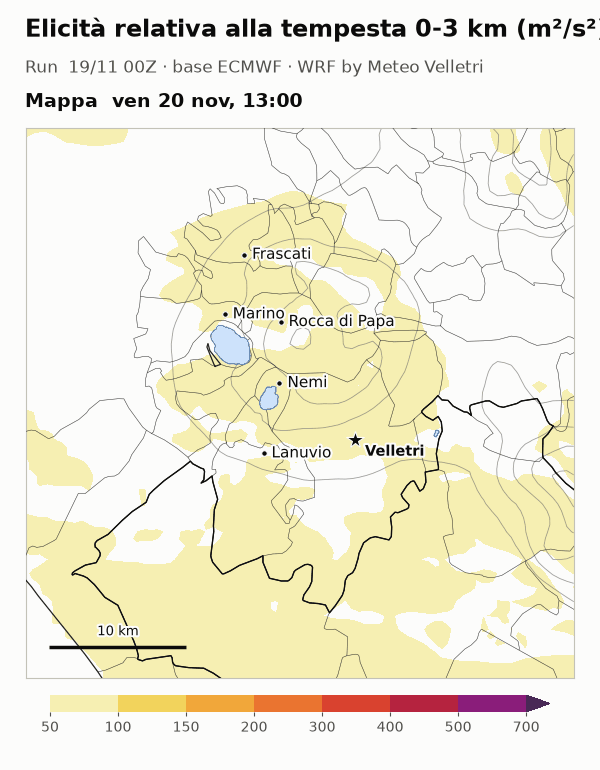 Elicità relativa alla tempesta 0-3 km (m²/s²)
Run  19/11 00Z · base ECMWF · WRF by Meteo Velletri
Mappa  ven 20 nov, 13:00
Frascati
Marino
Rocca di Papa
Nemi
Lanuvio
Velletri
10 km
50 100 150 200 300 400 500 700